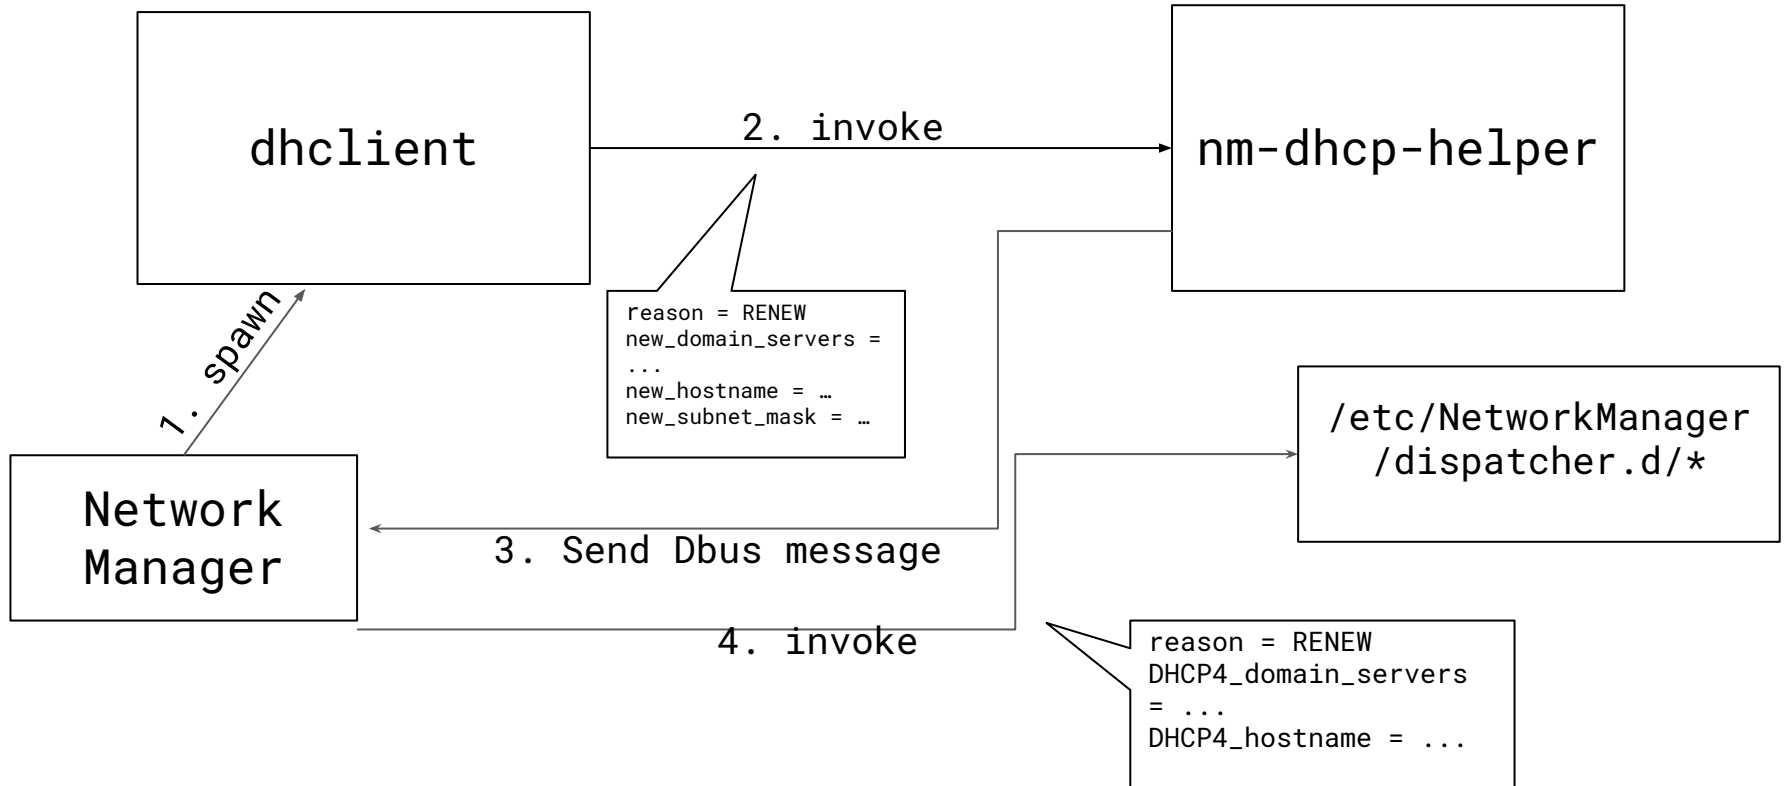 dhclient
2. invoke
nm-dhcp-helper
1. spawn
reason = RENEW
new_domain_servers =
...
new_hostname = …
new_subnet_mask = …
/etc/NetworkManager
/dispatcher.d/*
Network
Manager
3. Send Dbus message
4. invoke
reason = RENEW
DHCP4_domain_servers
= ...
DHCP4_hostname = ...